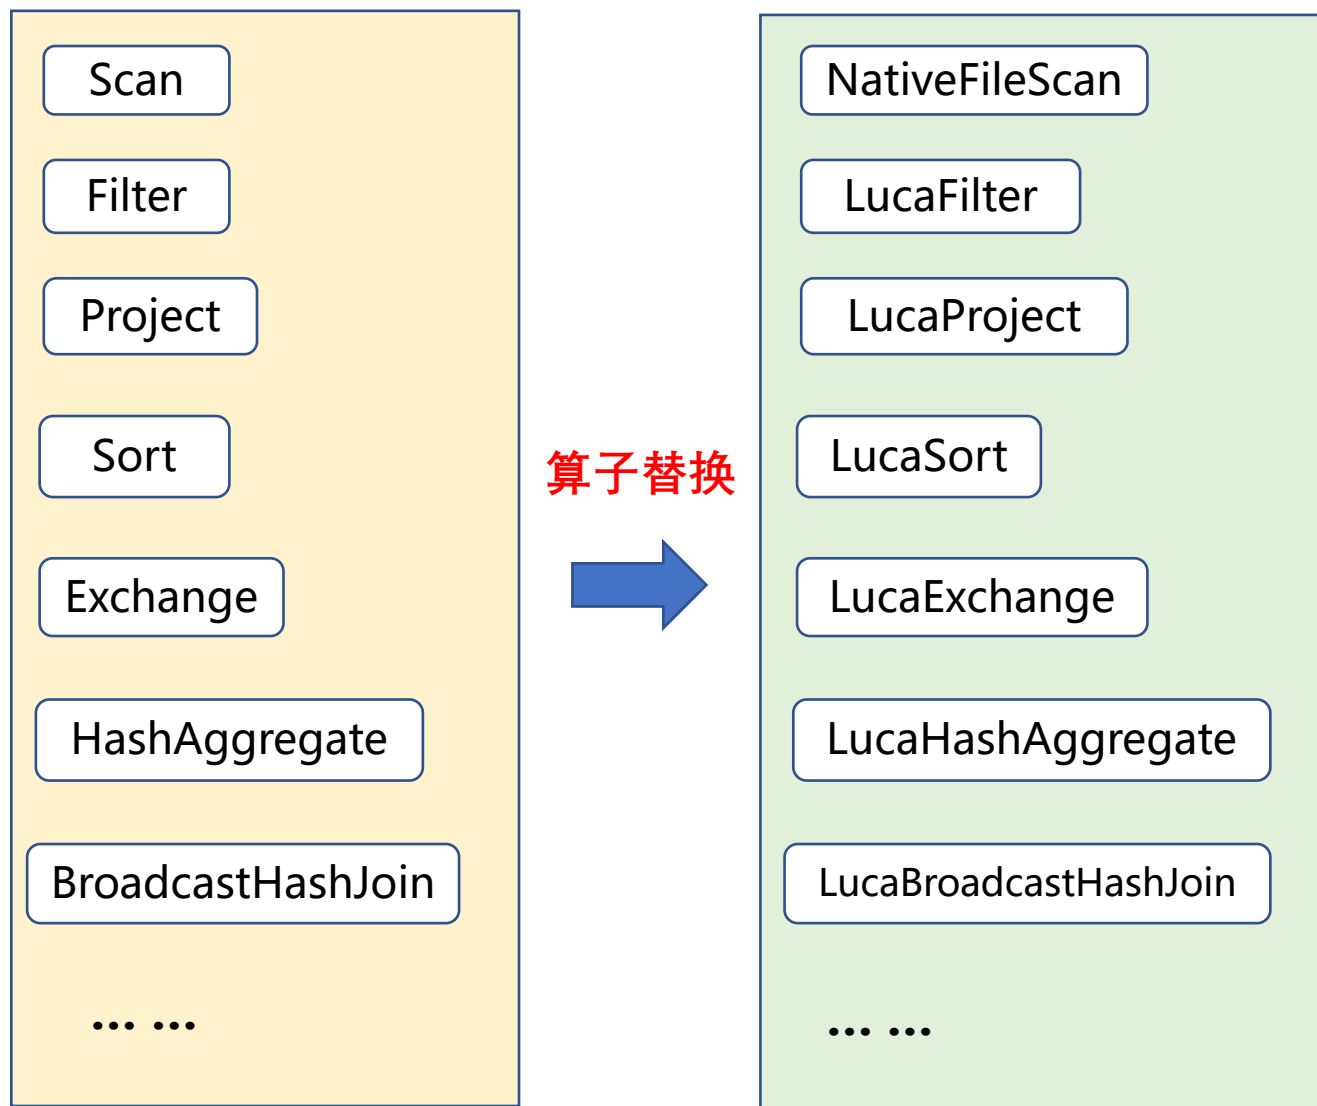 Scan
Filter
Project
Sort
Exchange
HashAggregate
BroadcastHashJoin
... ...
算子替换
NativeFileScan
LucaFilter
LucaProject
LucaSort
LucaExchange
LucaHashAggregate
LucaBroadcastHashJoin
... ...